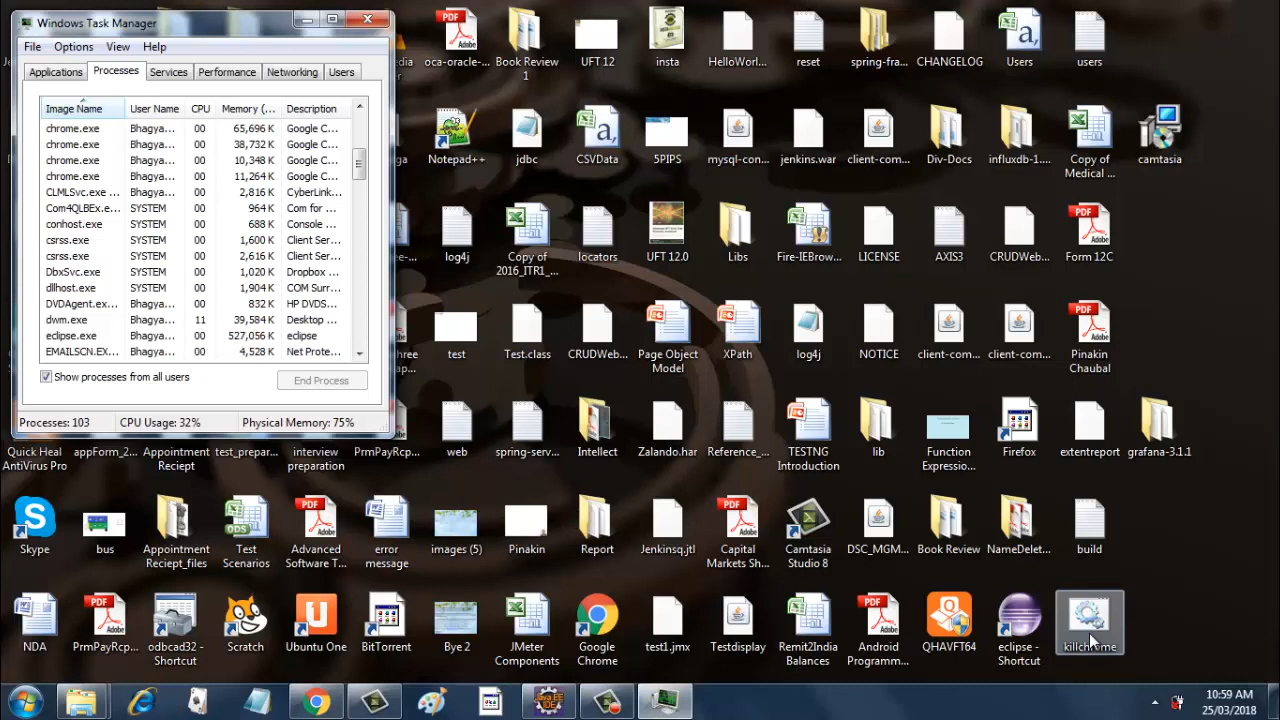 Windows Task Manager
File Options View Help
Applications Processes Services Performance Networking Users
Image Name User Name CPU Memory (... Description
chrome.exe Bhagya... 00 65,696 K Google C...
chrome.exe Bhagya... 00 38,732 K Google C...
chrome.exe Bhagya... 00 10,348 K Google C...
chrome.exe Bhagya... 00 11,264 K Google C...
CLMLSvc.exe ... Bhagya... 00 2,816 K CyberLink...
Com4QLBEx.e... SYSTEM 00 964 K Com for ...
conhost.exe SYSTEM 00 688 K Console ...
csrss.exe SYSTEM 00 1,600 K Client Ser...
csrss.exe SYSTEM 00 2,616 K Client Ser...
DbxSvc.exe SYSTEM 00 1,020 K Dropbox ...
dllhost.exe SYSTEM 00 1,904 K COM Surr...
DVDAgent.ex... Bhagya... 00 832 K HP DVDS...
dwm.exe Bhagya... 11 39,584 K Desktop ...
eclipse.exe Bhagya... 00 527,056 K eclipse
EMAILSCN.EX... Bhagya... 00 4,528 K Net Prote...
Show processes from all users End Process
Processes: 103 CPU Usage: 32% Physical Memory: 75%
oca-oracle-... Book Review 1 UFT 12 insta HelloWorl... reset spring-fra... CHANGELOG Users users
Notepad++ jdbc CSVData 5PIPS mysql-con... jenkins.war client-com... Div-Docs influxdb-1.... Copy of Medical ... camtasia
log4j Copy of 2016_ITR1_... locators UFT 12.0 Libs Fire-IEBrow... LICENSE AXIS3 CRUDWeb... Form 12C
test Test.class CRUDWeb... Page Object Model XPath log4j NOTICE client-com... client-com... Pinakin Chaubal
Quick Heal AntiVirus Pro appForm_2... Appointment Reciept test_prepar... interview preparation PrmPayRcp... web spring-serv... Intellect Zalando.har Reference_... TESTNG Introduction lib Function Expressio... Firefox extentreport grafana-3.1.1
Skype bus Appointment Reciept_files Test Scenarios Advanced Software T... error message images (5) Pinakin Report Jenkinsq.jtl Capital Markets Sh... Camtasia Studio 8 DSC_MGM... Book Review NameDelet... build
NDA PrmPayRcp... odbcad32 - Shortcut Scratch Ubuntu One BitTorrent Bye 2 JMeter Components Google Chrome test1.jmx Testdisplay Remit2India Balances Android Programm... QHAVFT64 eclipse - Shortcut killchrome
10:59 AM
25/03/2018